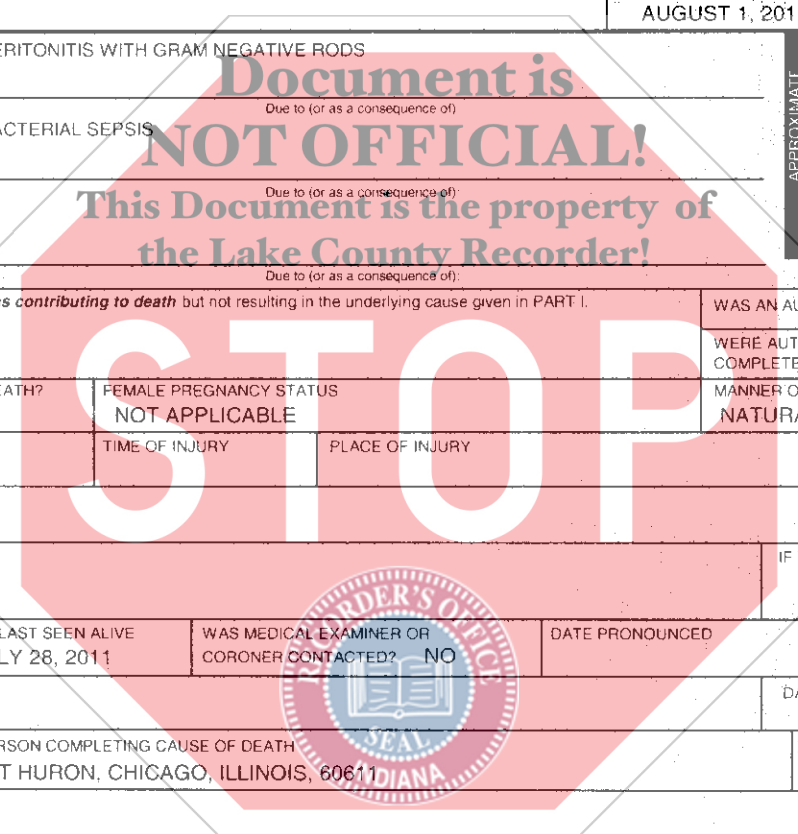 AUGUST 1, 201
ERITONITIS WITH GRAM NEGATIVE RODS
APPROXIMATE
Document is
Due to (or as a consequence of)
ACTERIAL SEPSIS
NOT OFFICIAL!
Due to (or as a consequence of):
This Document is the property of
the Lake County Recorder!
Due to (or as a consequence of):
s contributing to death but not resulting in the underlying cause given in PART I.
WAS AN AU
WERE AUT
COMPLETE
STOP
EATH?
FEMALE PREGNANCY STATUS
NOT APPLICABLE
MANNER O
NATURA
TIME OF INJURY
PLACE OF INJURY
IF
RECORDER'S OFFICE
SEAL
INDIANA
LAST SEEN ALIVE
LY 28, 2011
WAS MEDICAL EXAMINER OR
CORONER CONTACTED? NO
DATE PRONOUNCED
DA
RSON COMPLETING CAUSE OF DEATH
T HURON, CHICAGO, ILLINOIS, 60611